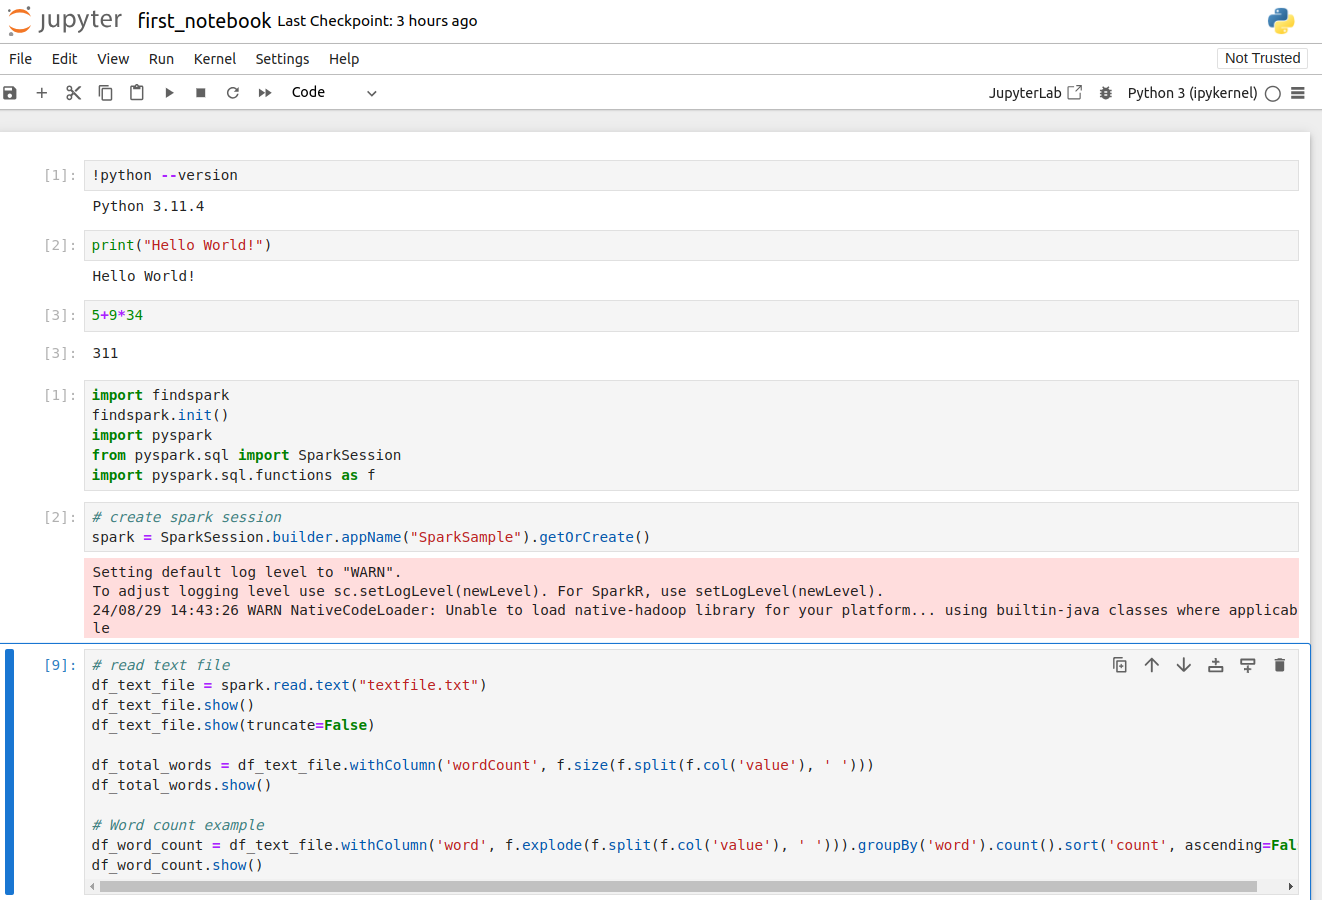 jupyter first_notebook Last Checkpoint: 3 hours ago
File Edit View Run Kernel Settings Help Not Trusted
Code JupyterLab Python 3 (ipykernel)
[1]: !python --version
Python 3.11.4
[2]: print("Hello World!")
Hello World!
[3]: 5+9*34
[3]: 311
[1]: import findspark
findspark.init()
import pyspark
from pyspark.sql import SparkSession
import pyspark.sql.functions as f
[2]: # create spark session
spark = SparkSession.builder.appName("SparkSample").getOrCreate()
Setting default log level to "WARN".
To adjust logging level use sc.setLogLevel(newLevel). For SparkR, use setLogLevel(newLevel).
24/08/29 14:43:26 WARN NativeCodeLoader: Unable to load native-hadoop library for your platform... using builtin-java classes where applicab
le
[9]: # read text file
df_text_file = spark.read.text("textfile.txt")
df_text_file.show()
df_text_file.show(truncate=False)
df_total_words = df_text_file.withColumn('wordCount', f.size(f.split(f.col('value'), ' ')))
df_total_words.show()
# Word count example
df_word_count = df_text_file.withColumn('word', f.explode(f.split(f.col('value'), ' '))).groupBy('word').count().sort('count', ascending=Fal
df_word_count.show()